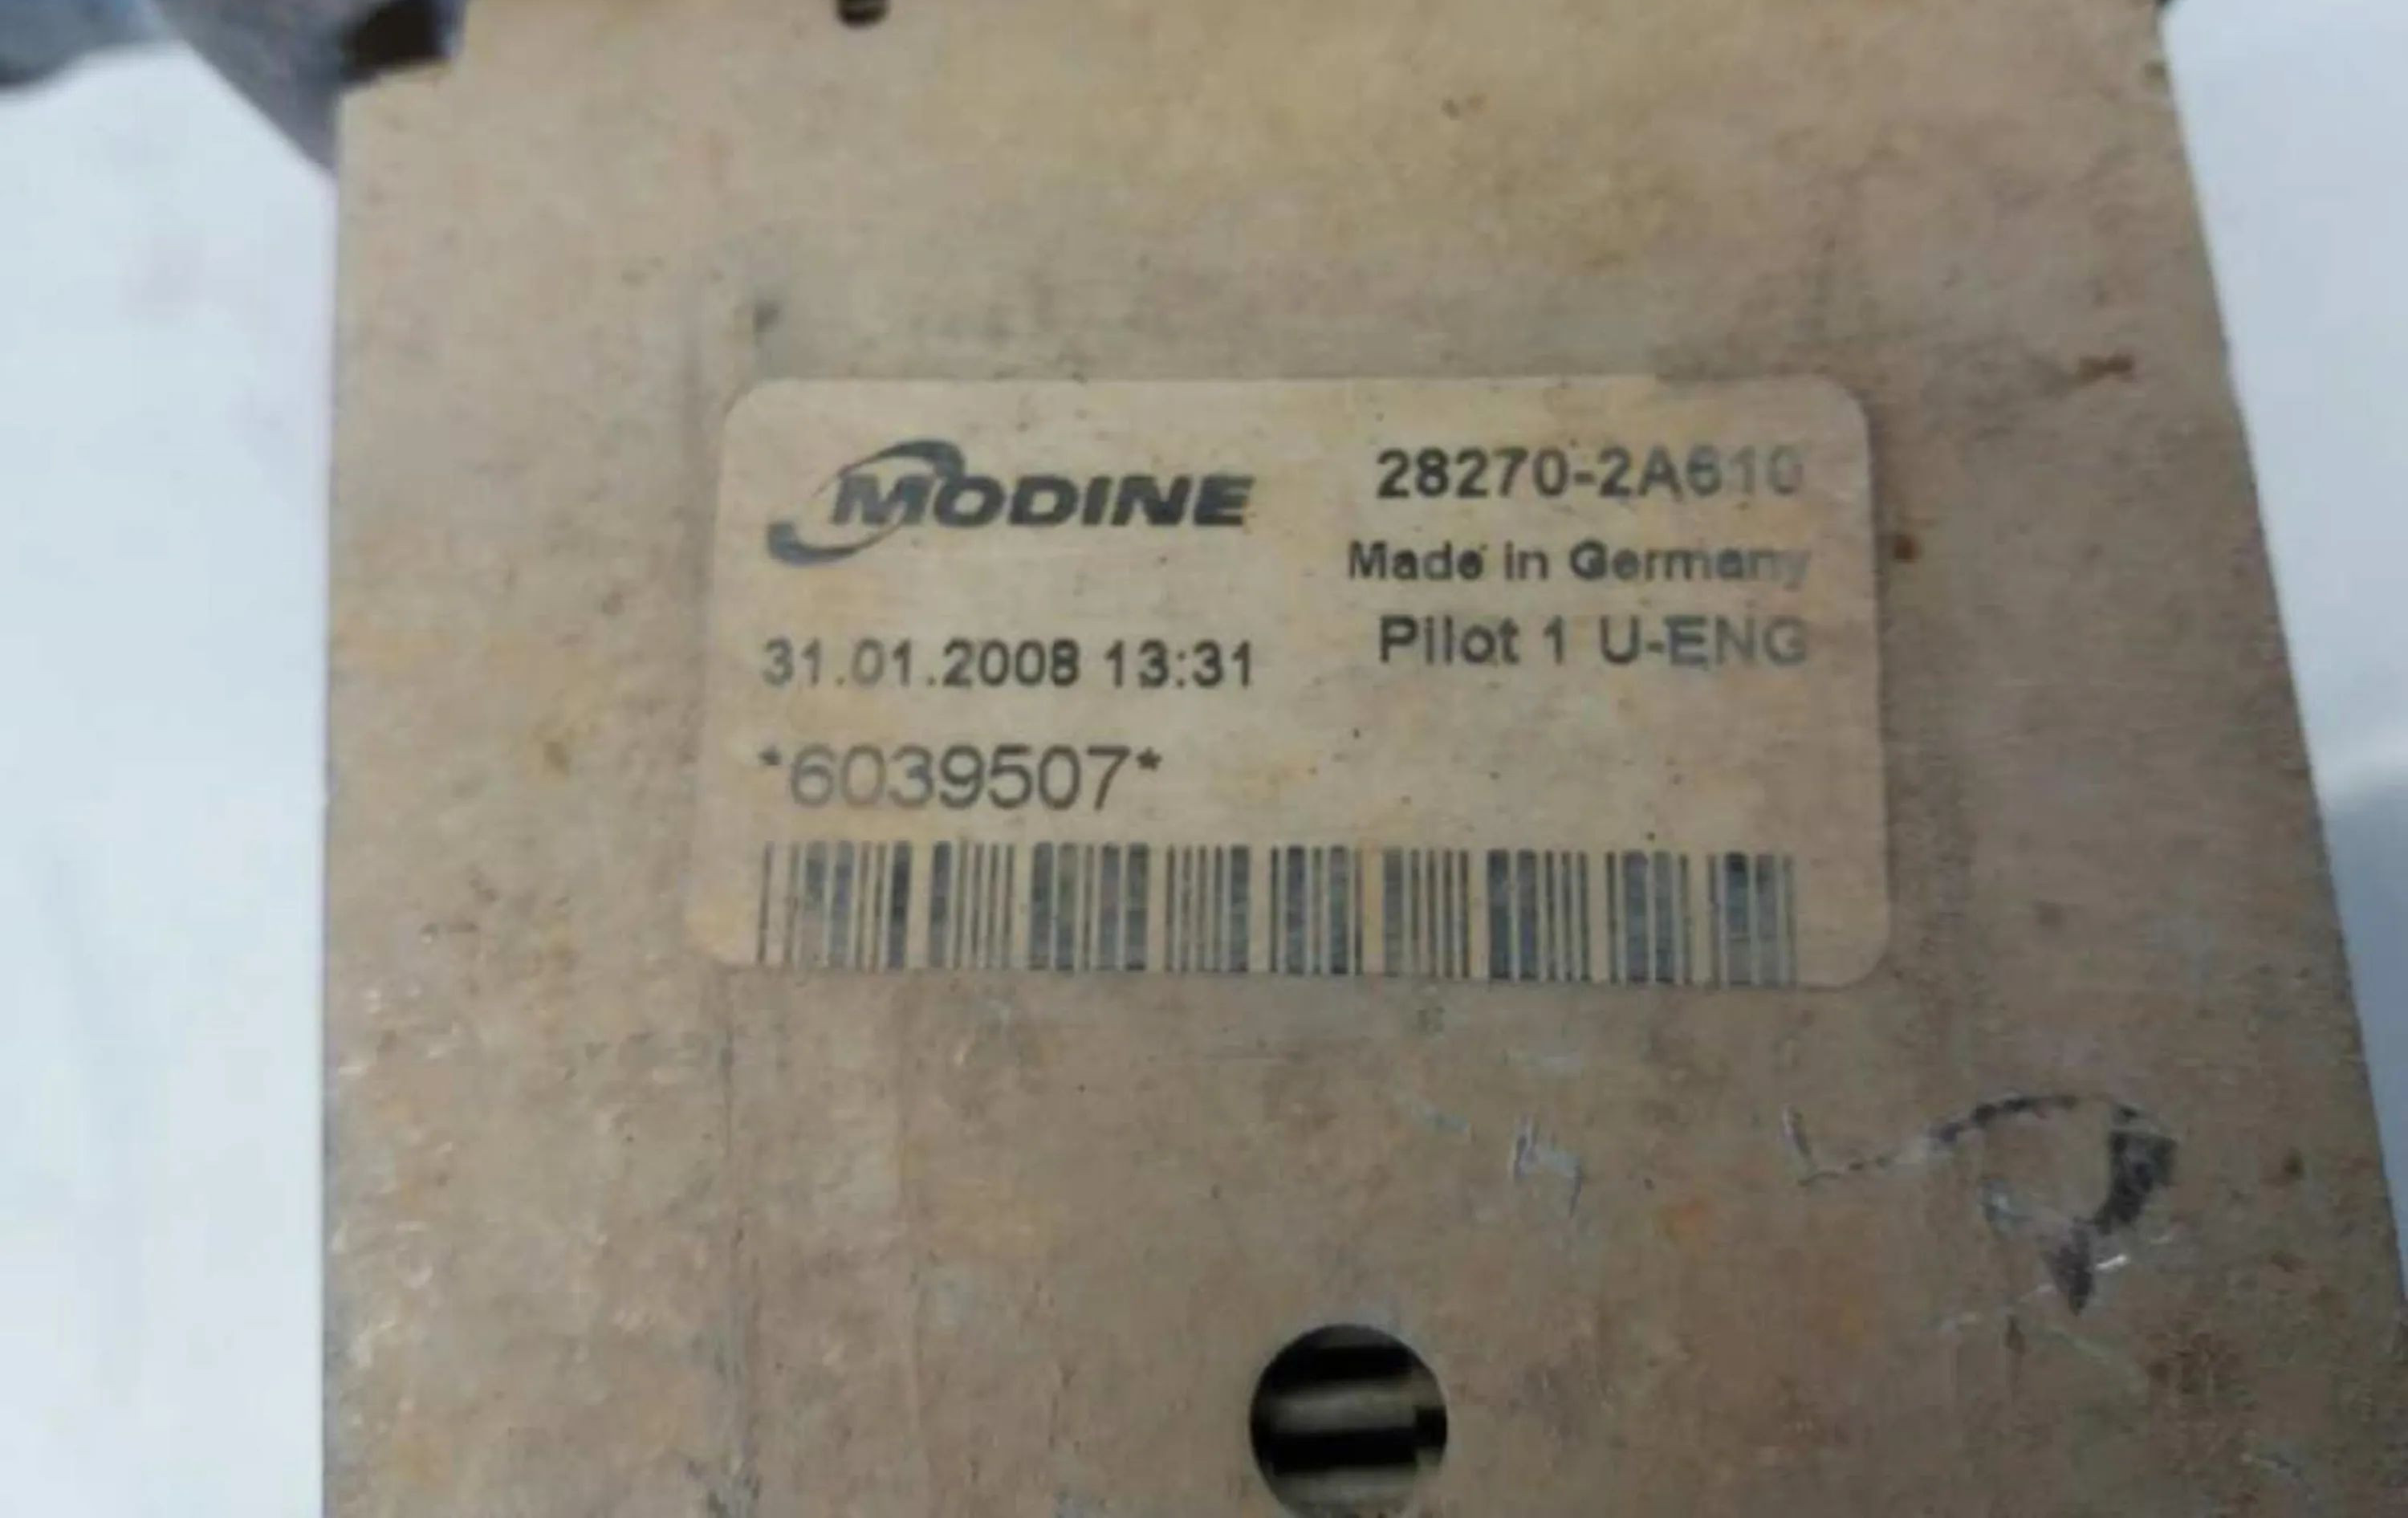 MODINE
28270-2A610
Made in Germany
Pilot 1 U-ENG
31.01.2008 13:31
*6039507*